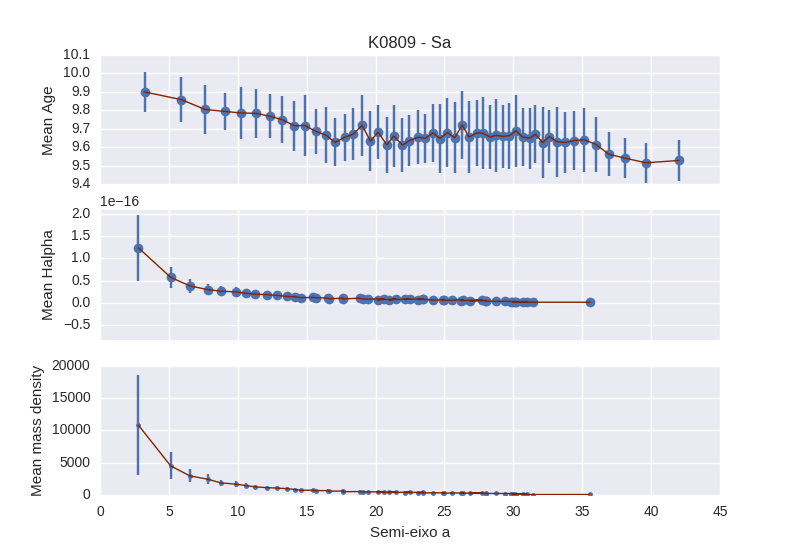 K0809 - Sa
10.1
10.0
9.9
9.8
9.7
9.6
9.5
9.4
Mean Age
1e−16
2.0
1.5
1.0
0.5
0.0
−0.5
Mean Halpha
20000
15000
10000
5000
0
Mean mass density
0 5 10 15 20 25 30 35 40 45
Semi-eixo a